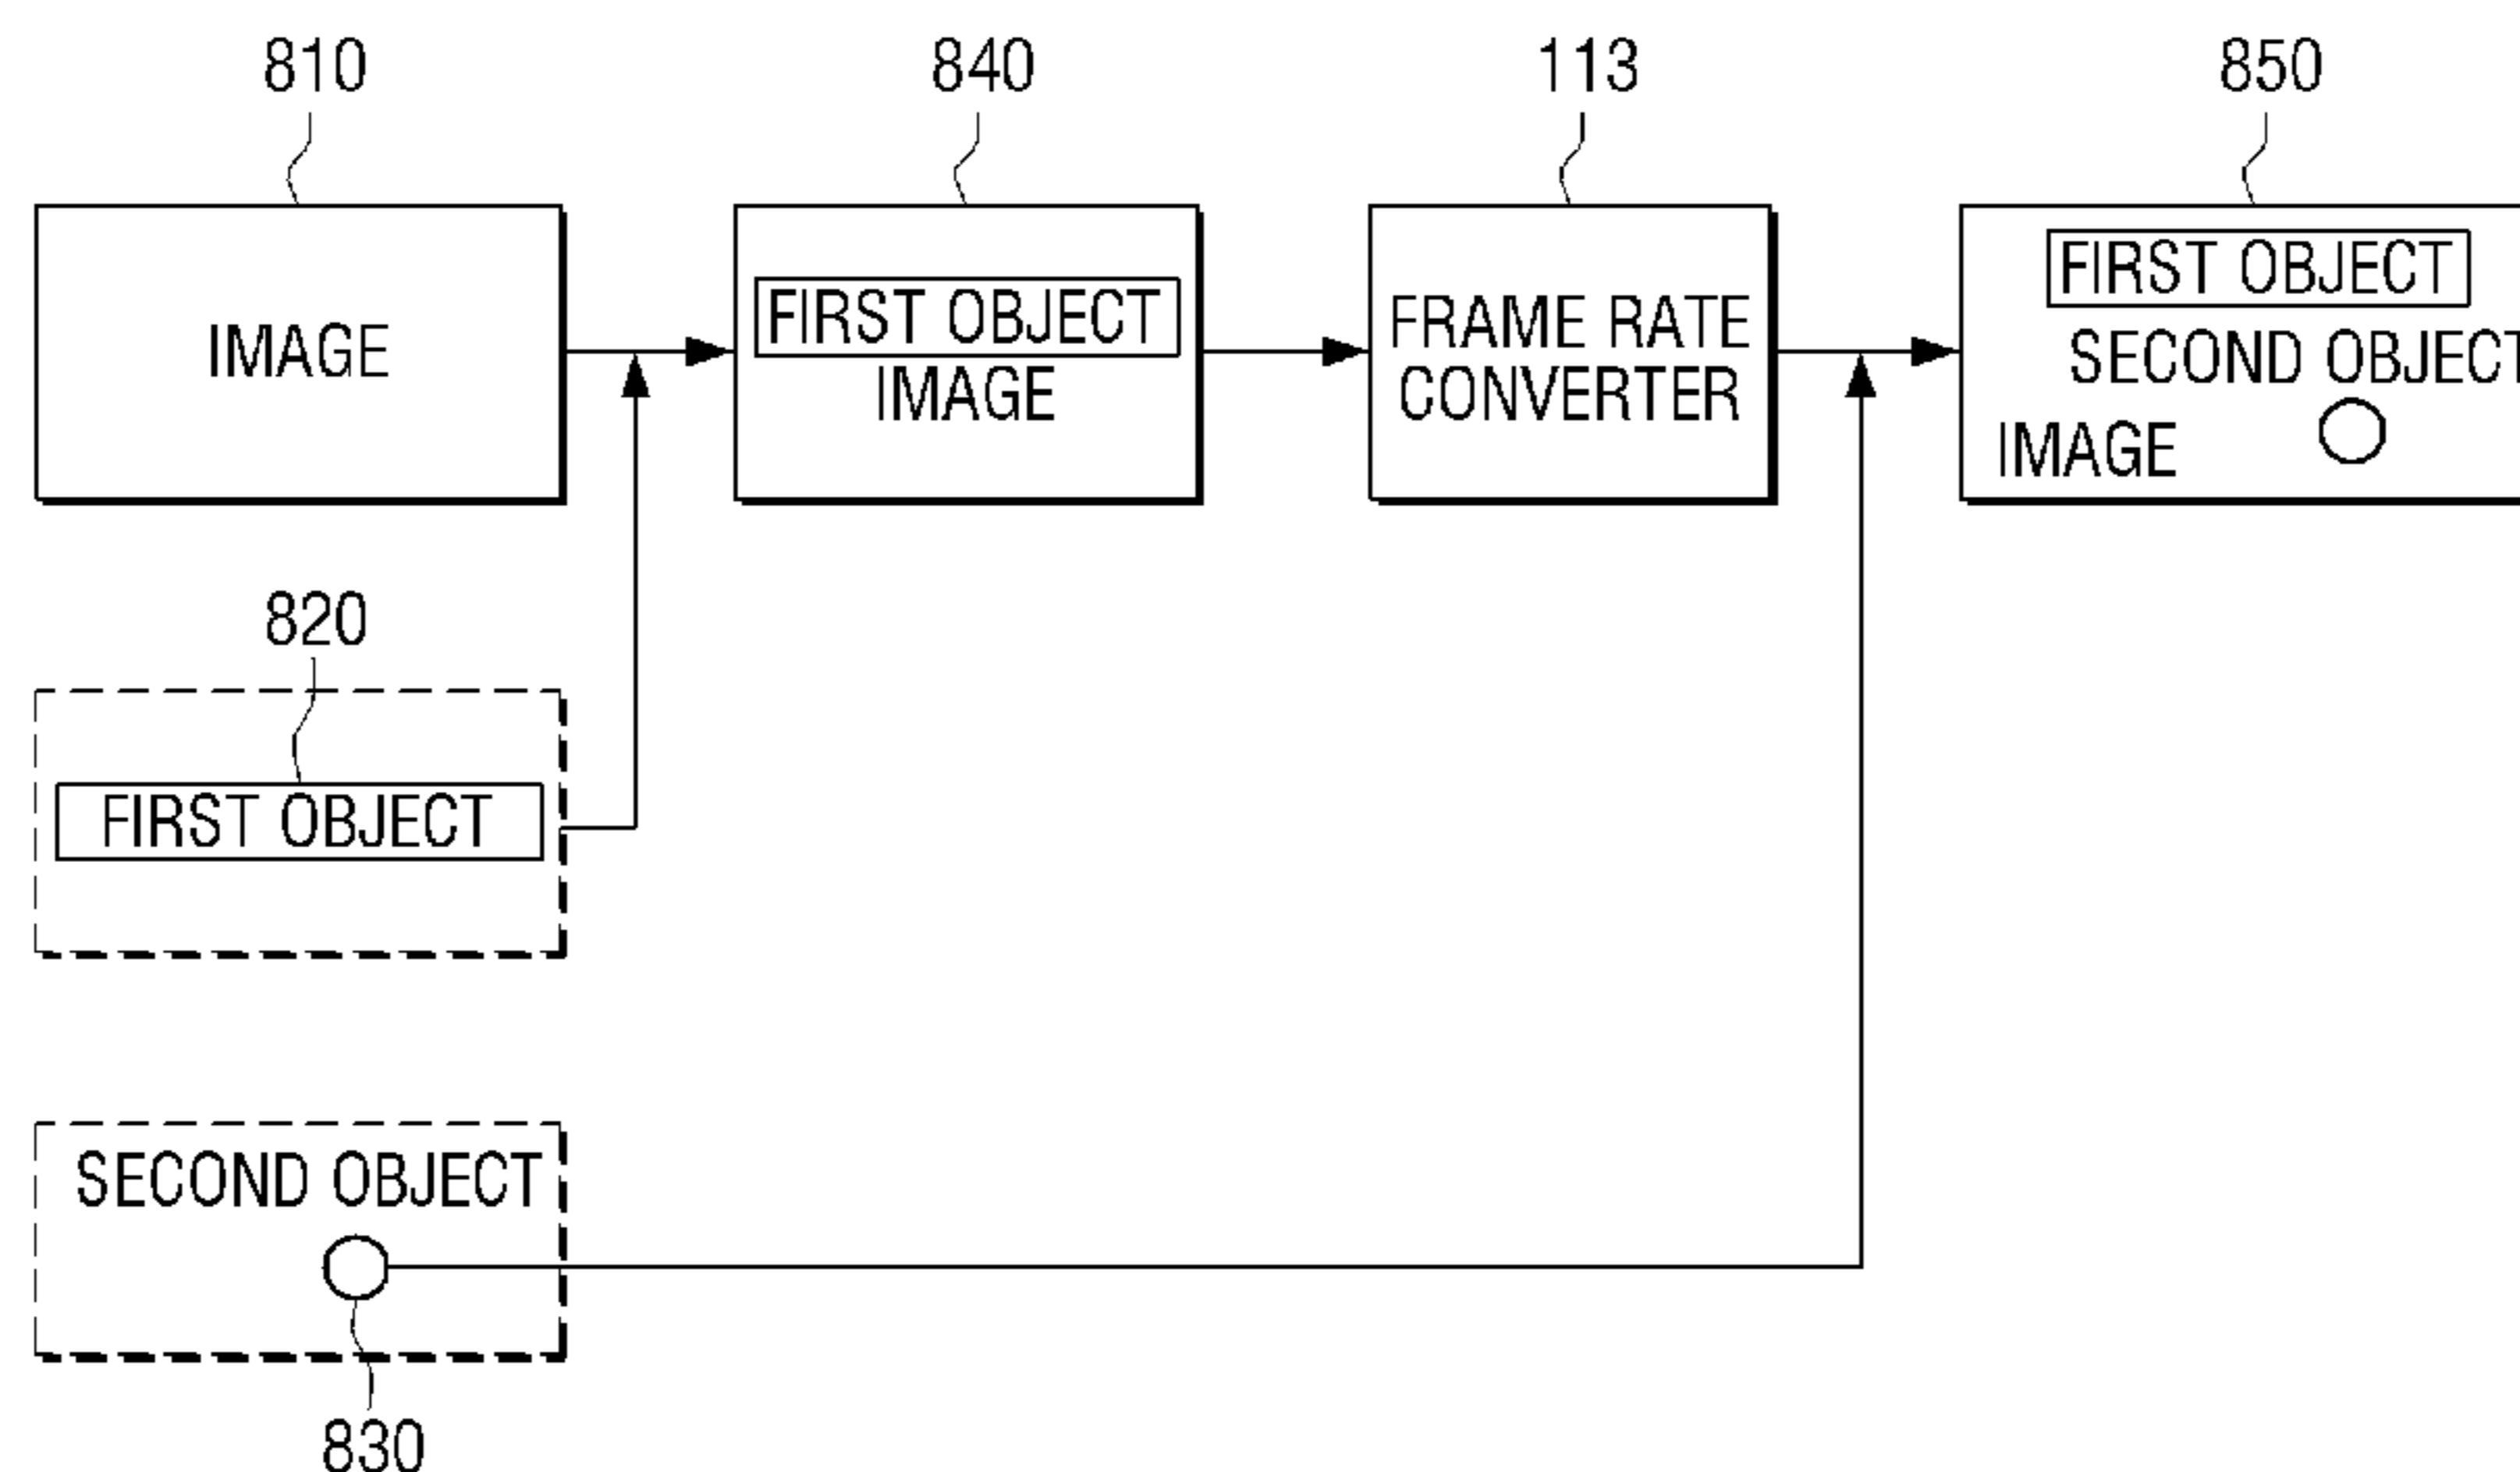 810
840
113
850
IMAGE
FIRST OBJECT
IMAGE
FRAME RATE
CONVERTER
FIRST OBJECT
SECOND OBJECT
IMAGE
820
FIRST OBJECT
SECOND OBJECT
830